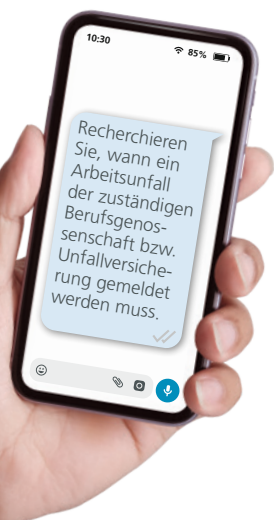 10:30
85%
Recherchieren
Sie, wann ein
Arbeitsunfall
der zuständigen
Berufsgenos-
senschaft bzw.
Unfallversiche-
rung gemeldet
werden muss.